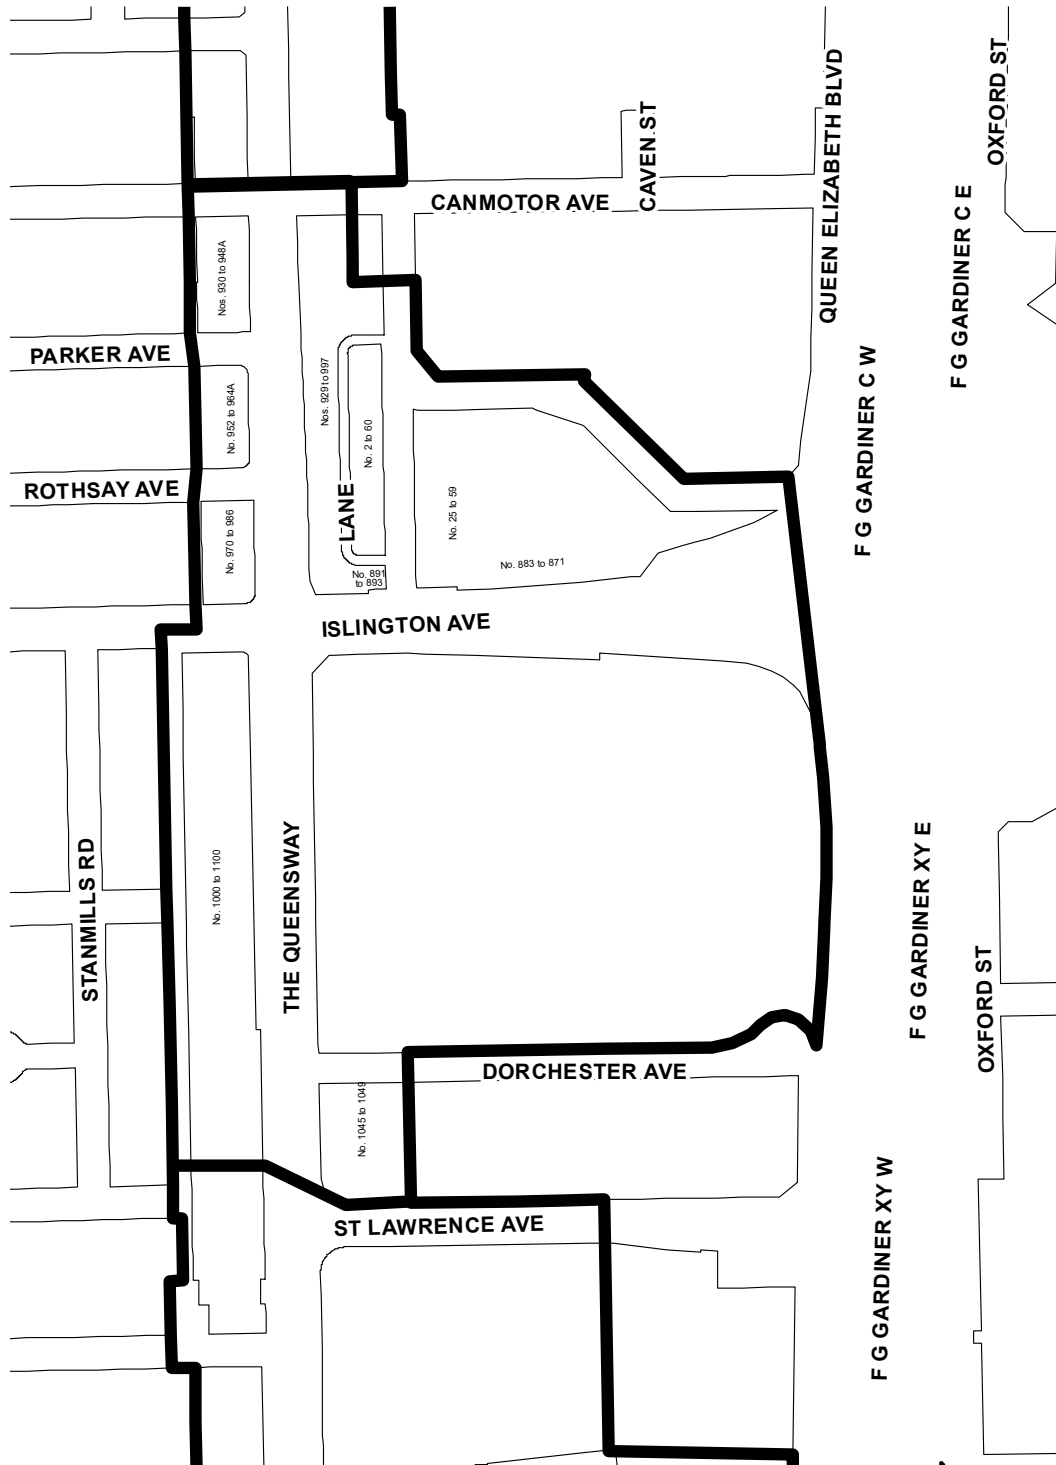 OXFORD ST
QUEEN ELIZABETH BLVD
CAVEN ST
CANMOTOR AVE
F G GARDINER C E
Nos. 930 to 948A
PARKER AVE
Nos. 929 to 997
F G GARDINER C W
No. 952 to 964A
No. 2 to 60
ROTHSAY AVE
LANE
No. 25 to 59
No. 970 to 986
No. 883 to 871
No. 891
to 893
ISLINGTON AVE
STANMILLS RD
No. 1000 to 1100
THE QUEENSWAY
F G GARDINER XY E
OXFORD ST
DORCHESTER AVE
No. 1045 to 1049
ST LAWRENCE AVE
F G GARDINER XY W